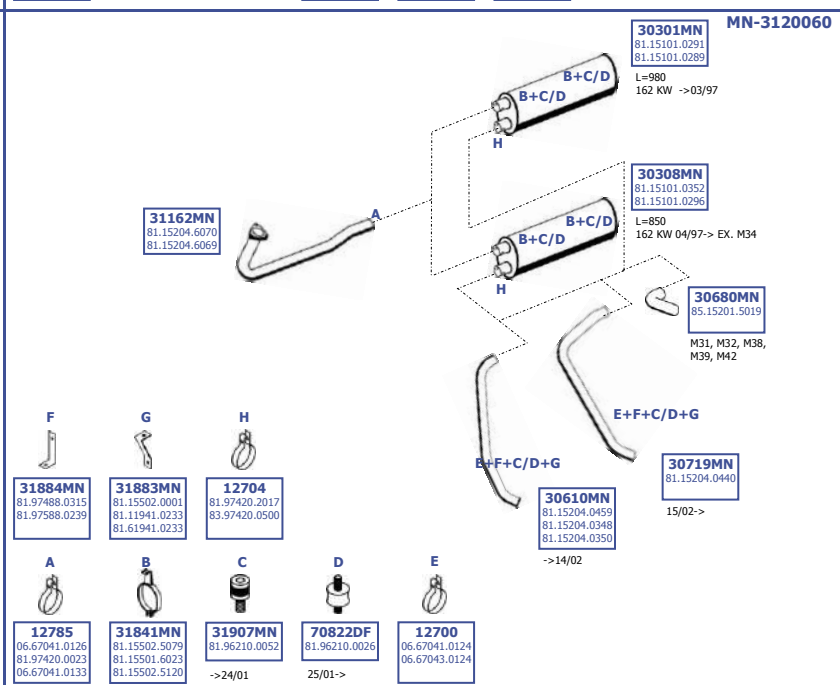 MN-3120060
30301MN
81.15101.0291
81.15101.0289
L=980
162 KW ->03/97
B+C/D
B+C/D
H
30308MN
81.15101.0352
81.15101.0296
L=850
162 KW 04/97-> EX. M34
31162MN
81.15204.6070
81.15204.6069
A
B+C/D
B+C/D
H
30680MN
85.15201.5019
M31, M32, M38,
M39, M42
E+F+C/D+G
E+F+C/D+G
30719MN
81.15204.0440
15/02->
30610MN
81.15204.0459
81.15204.0348
81.15204.0350
->14/02
F
G
H
31884MN
81.97488.0315
81.97588.0239
31883MN
81.15502.0001
81.11941.0233
81.61941.0233
12704
81.97420.2017
83.97420.0500
A
B
C
D
E
12785
06.67041.0126
81.97420.0023
06.67041.0133
31841MN
81.15502.5079
81.15501.6023
81.15502.5120
31907MN
81.96210.0052
->24/01
70822DF
81.96210.0026
25/01->
12700
06.67041.0124
06.67043.0124